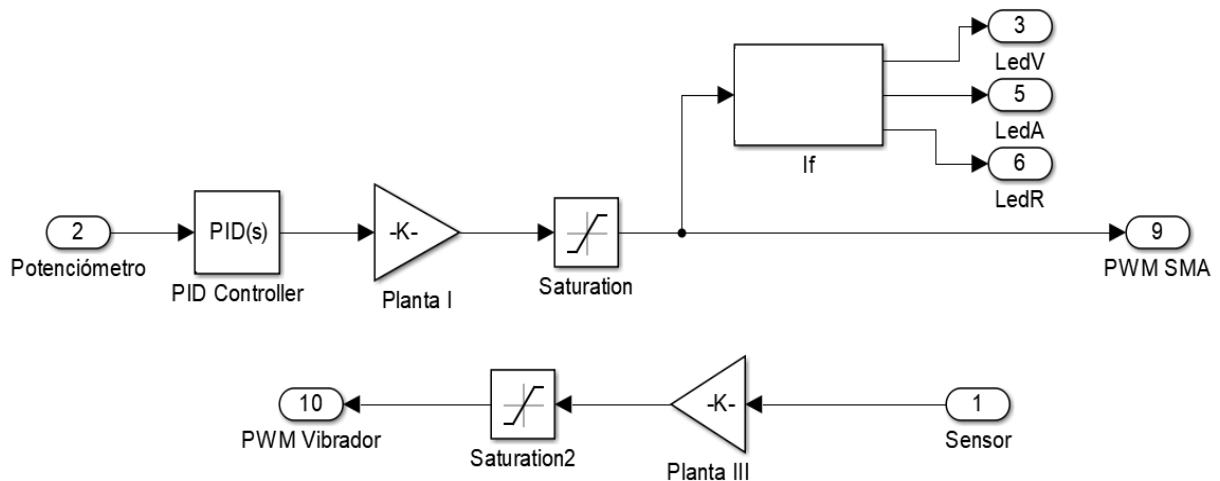 3
LedV
5
LedA
If
6
LedR
2
Potenciómetro
PID(s)
PID Controller
-K-
Planta I
Saturation
9
PWM SMA
10
PWM Vibrador
Saturation2
-K-
Planta III
1
Sensor